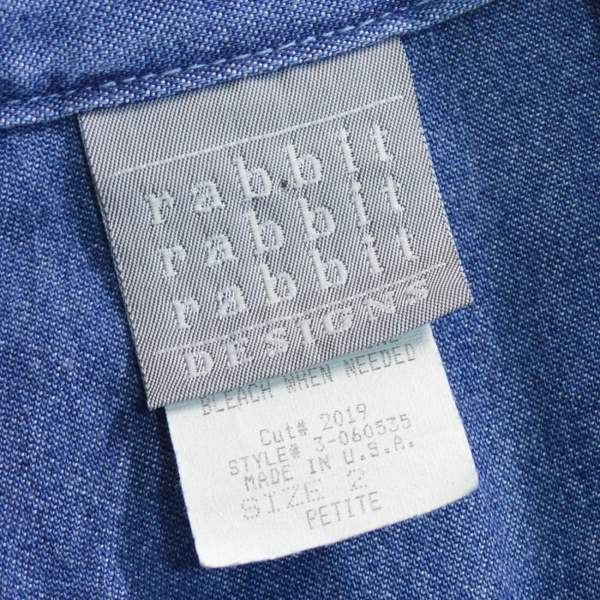 rabbit
rabbit
rabbit
DESIGNS
BLEACH WHEN NEEDED
Cut# 2019
STYLE# 3-060535
MADE IN U.S.A.
SIZE 2
PETITE